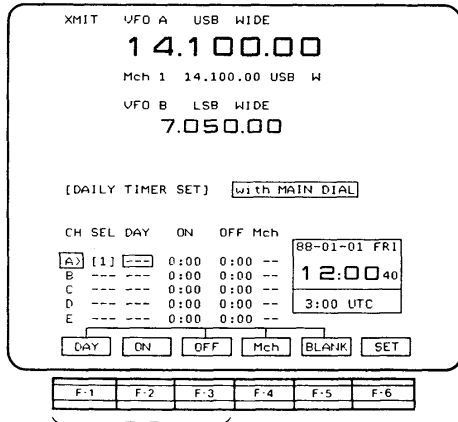 XMIT VFO A USB WIDE
14.100.00
Mch 1 14.100.00 USB W
VFO B LSB WIDE
7.050.00
[DAILY TIMER SET] with MAIN DIAL
CH SEL DAY ON OFF Mch
88-01-01 FRI
A> [1] --- 0:00 0:00 --
12:00 40
B --- --- 0:00 0:00 --
C --- --- 0:00 0:00 --
D --- --- 0:00 0:00 --
3:00 UTC
E --- --- 0:00 0:00 --
DAY ON OFF Mch BLANK SET
F-1 F-2 F-3 F-4 F-5 F-6